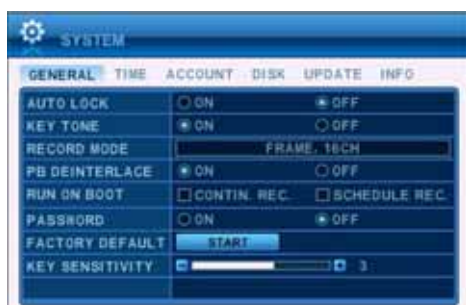 SYSTEM
GENERAL TIME ACCOUNT DISK UPDATE INFO
AUTO LOCK ON OFF
KEY TONE ON OFF
RECORD MODE FRAME, 16CH
PB DEINTERLACE ON OFF
RUN ON BOOT CONTIN. REC. SCHEDULE REC.
PASSWORD ON OFF
FACTORY DEFAULT START
KEY SENSITIVITY 3